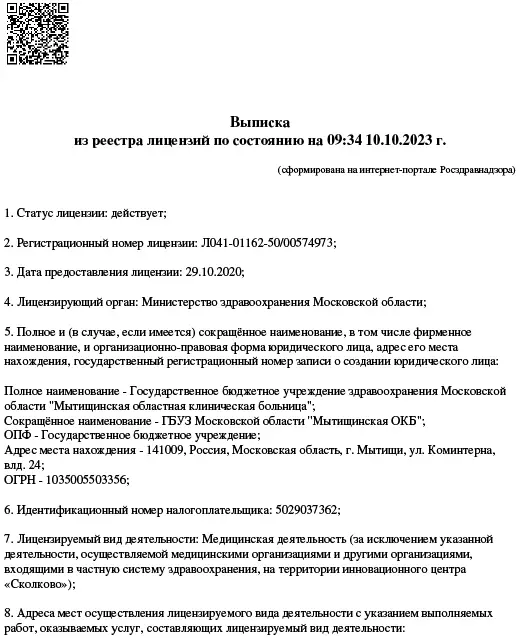 Выписка
из реестра лицензий по состоянию на 09:34 10.10.2023 г.
(сформирована на интернет-портале Росздравнадзора)
1. Статус лицензии: действует;
2. Регистрационный номер лицензии: Л041-01162-50/00574973;
3. Дата предоставления лицензии: 29.10.2020;
4. Лицензирующий орган: Министерство здравоохранения Московской области;
5. Полное и (в случае, если имеется) сокращённое наименование, в том числе фирменное
наименование, и организационно-правовая форма юридического лица, адрес его места
нахождения, государственный регистрационный номер записи о создании юридического лица:
Полное наименование - Государственное бюджетное учреждение здравоохранения Московской
области "Мытищинская областная клиническая больница";
Сокращённое наименование - ГБУЗ Московской области "Мытищинская ОКБ";
ОПФ - Государственное бюджетное учреждение;
Адрес места нахождения - 141009, Россия, Московская область, г. Мытищи, ул. Коминтерна,
влд. 24;
ОГРН - 1035005503356;
6. Идентификационный номер налогоплательщика: 5029037362;
7. Лицензируемый вид деятельности: Медицинская деятельность (за исключением указанной
деятельности, осуществляемой медицинскими организациями и другими организациями,
входящими в частную систему здравоохранения, на территории инновационного центра
«Сколково»);
8. Адреса мест осуществления лицензируемого вида деятельности с указанием выполняемых
работ, оказываемых услуг, составляющих лицензируемый вид деятельности: